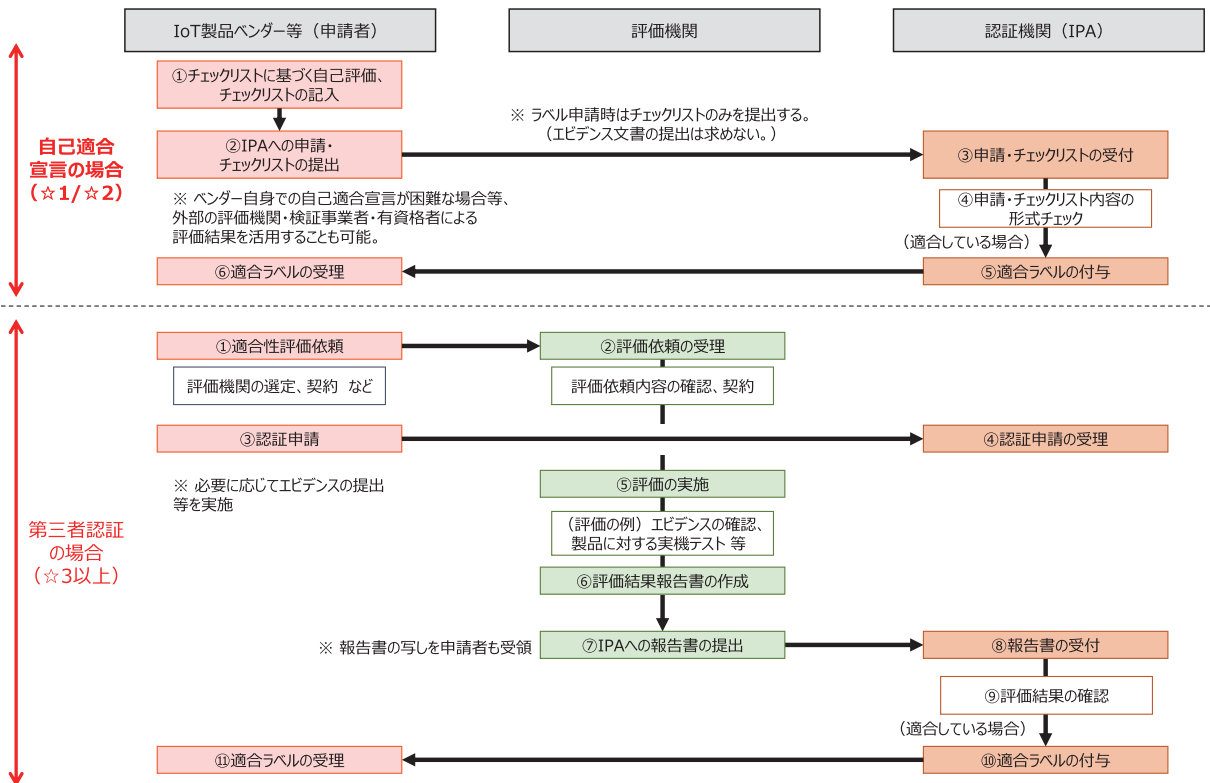 IoT製品ベンダー等（申請者）
評価機関
認証機関（IPA）
自己適合
宣言の場合
（☆1/☆2）
①チェックリストに基づく自己評価、
チェックリストの記入
②IPAへの申請・
チェックリストの提出
※ ラベル申請時はチェックリストのみを提出する。
（エビデンス文書の提出は求めない。）
③申請・チェックリストの受付
※ ベンダー自身での自己適合宣言が困難な場合等、
外部の評価機関・検証事業者・有資格者による
評価結果を活用することも可能。
④申請・チェックリスト内容の
形式チェック
（適合している場合）
⑥適合ラベルの受理
⑤適合ラベルの付与
第三者認証
の場合
（☆3以上）
①適合性評価依頼
②評価依頼の受理
評価機関の選定、契約 など
評価依頼内容の確認、契約
③認証申請
④認証申請の受理
※ 必要に応じてエビデンスの提出
等を実施
⑤評価の実施
（評価の例）エビデンスの確認、
製品に対する実機テスト 等
⑥評価結果報告書の作成
※ 報告書の写しを申請者も受領
⑦IPAへの報告書の提出
⑧報告書の受付
⑨評価結果の確認
（適合している場合）
⑪適合ラベルの受理
⑩適合ラベルの付与